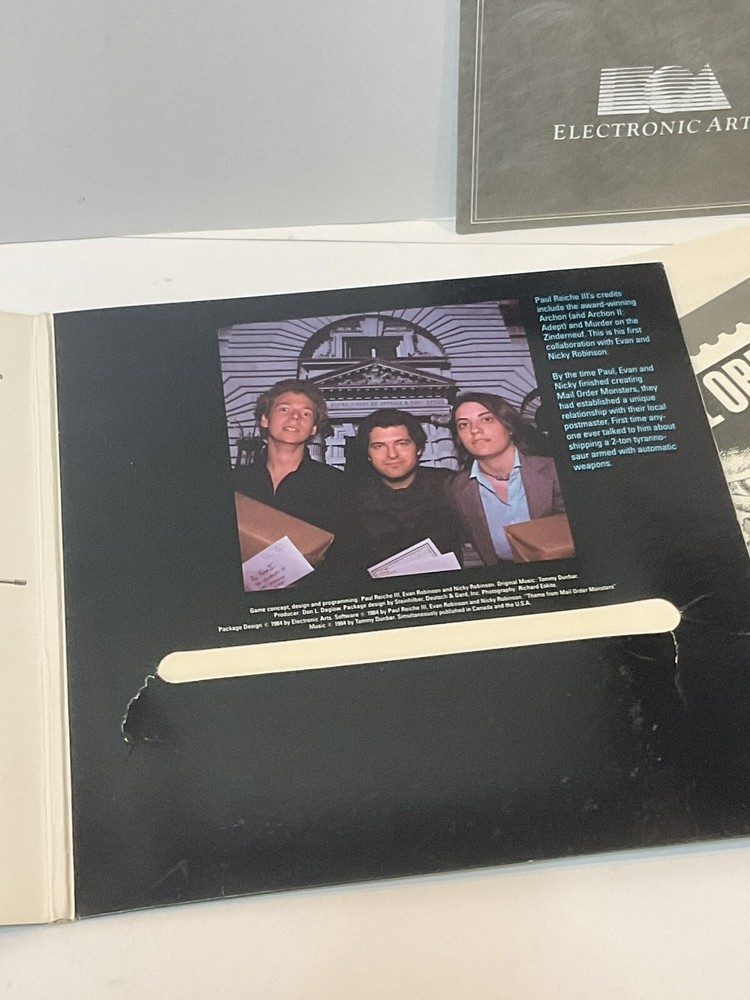 ELECTRONIC ART
Paul Reiche III's credits
include the award-winning
Archon (and Archon II:
Adept) and Murder on the
Zinderneuf. This is his first
collaboration with Evan and
Nicky Robinson.
By the time Paul, Evan and
Nicky finished creating
Mail Order Monsters, they
had established a unique
relationship with their local
postmaster. First time any-
one ever talked to him about
shipping a 2-ton tyranno-
saur armed with automatic
weapons.
L OR
Game concept, design and programming: Paul Reiche III, Evan Robinson and Nicky Robinson. Original Music: Tommy Dunbar.
Producer: Don L. Daglow. Package design by Steinhilber, Deutsch & Gard, Inc. Photography: Richard Eskite.
Package Design © 1984 by Electronic Arts. Software © 1984 by Paul Reiche III, Evan Robinson and Nicky Robinson. "Theme from Mail Order Monsters"
Music © 1984 by Tommy Dunbar. Simultaneously published in Canada and the U.S.A.